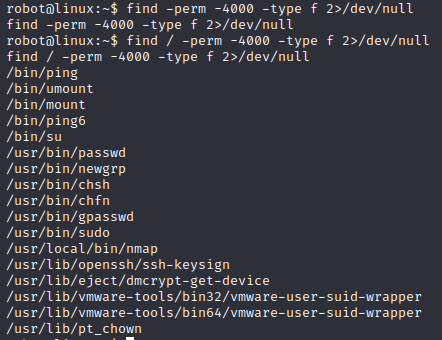 robot@linux:~$ find -perm -4000 -type f 2>/dev/null
find -perm -4000 -type f 2>/dev/null
robot@linux:~$ find / -perm -4000 -type f 2>/dev/null
find / -perm -4000 -type f 2>/dev/null
/bin/ping
/bin/umount
/bin/mount
/bin/ping6
/bin/su
/usr/bin/passwd
/usr/bin/newgrp
/usr/bin/chsh
/usr/bin/chfn
/usr/bin/gpasswd
/usr/bin/sudo
/usr/local/bin/nmap
/usr/lib/openssh/ssh-keysign
/usr/lib/eject/dmcrypt-get-device
/usr/lib/vmware-tools/bin32/vmware-user-suid-wrapper
/usr/lib/vmware-tools/bin64/vmware-user-suid-wrapper
/usr/lib/pt_chown